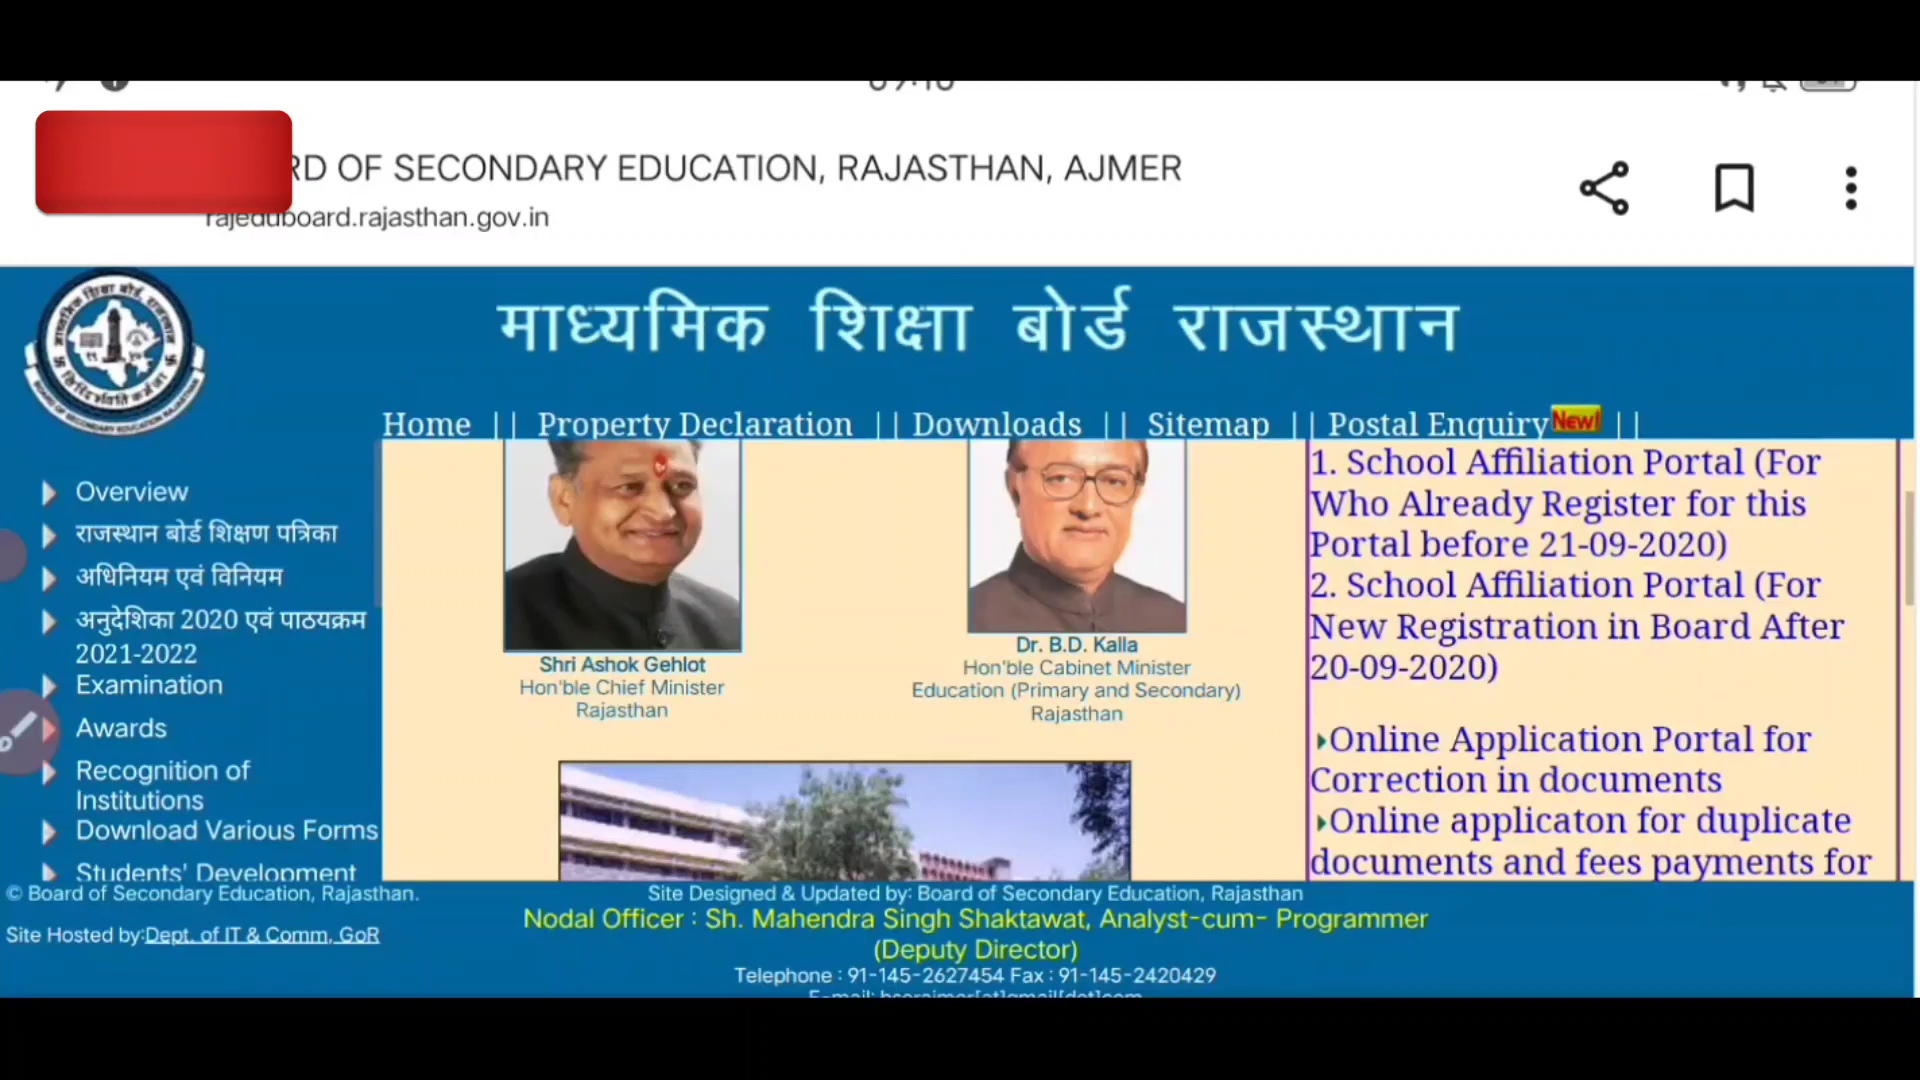 RD OF SECONDARY EDUCATION, RAJASTHAN, AJMER
rajeduboard.rajasthan.gov.in
माध्यमिक शिक्षा बोर्ड राजस्थान
BOARD OF SECONDARY EDUCATION RAJASTHAN
Home || Property Declaration || Downloads || Sitemap || Postal Enquiry New! ||
Overview
राजस्थान बोर्ड शिक्षण पत्रिका
अधिनियम एवं विनियम
अनुदेशिका 2020 एवं पाठयक्रम
2021-2022
Examination
Awards
Recognition of
Institutions
Download Various Forms
Students' Development
Shri Ashok Gehlot
Hon'ble Chief Minister
Rajasthan
Dr. B.D. Kalla
Hon'ble Cabinet Minister
Education (Primary and Secondary)
Rajasthan
1. School Affiliation Portal (For
Who Already Register for this
Portal before 21-09-2020)
2. School Affiliation Portal (For
New Registration in Board After
20-09-2020)
Online Application Portal for
Correction in documents
Online applicaton for duplicate
documents and fees payments for
© Board of Secondary Education, Rajasthan.
Site Hosted by:Dept. of IT & Comm, GoR
Site Designed & Updated by: Board of Secondary Education, Rajasthan
Nodal Officer : Sh. Mahendra Singh Shaktawat, Analyst-cum- Programmer
(Deputy Director)
Telephone : 91-145-2627454 Fax : 91-145-2420429